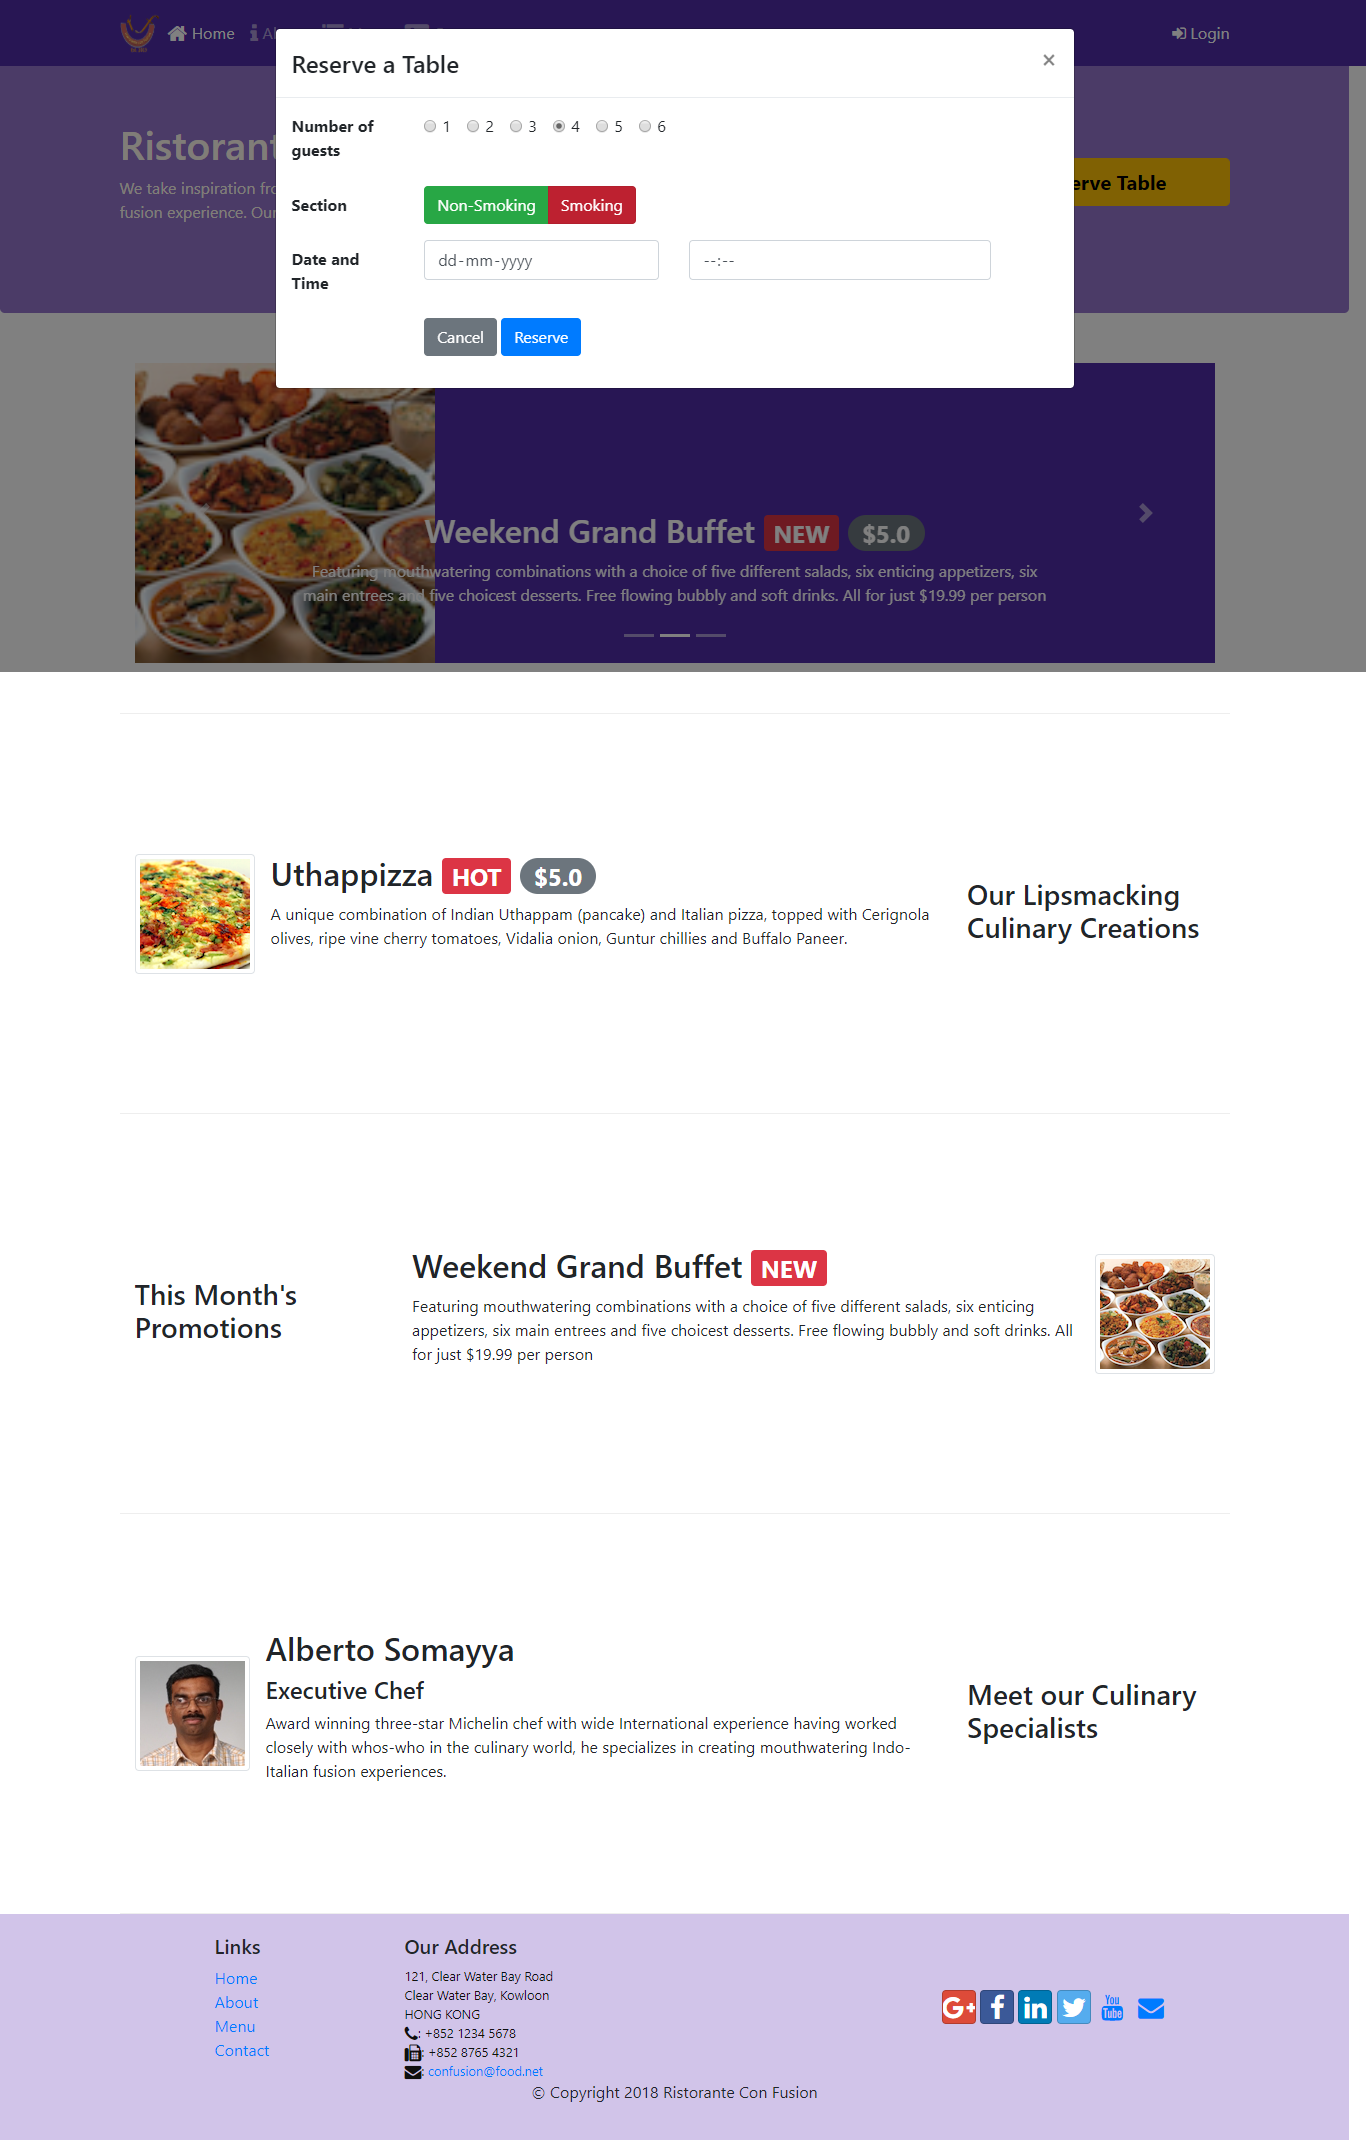 Home
Login
Reserve a Table
×
Number of guests
1 2 3 4 5 6
Section
Non-Smoking Smoking
Date and Time
dd-mm-yyyy
--:--
Cancel Reserve
We take inspiration
fusion experience. Our
Table
Weekend Grand Buffet NEW $5.0
Featuring mouthwatering combinations with a choice of five different salads, six enticing appetizers, six
main entrees and five choicest desserts. Free flowing bubbly and soft drinks. All for just $19.99 per person
Uthappizza HOT $5.0
A unique combination of Indian Uthappam (pancake) and Italian pizza, topped with Cerignola
olives, ripe vine cherry tomatoes, Vidalia onion, Guntur chillies and Buffalo Paneer.
Our Lipsmacking
Culinary Creations
This Month's
Promotions
Weekend Grand Buffet NEW
Featuring mouthwatering combinations with a choice of five different salads, six enticing
appetizers, six main entrees and five choicest desserts. Free flowing bubbly and soft drinks. All
for just $19.99 per person
Alberto Somayya
Executive Chef
Award winning three-star Michelin chef with wide International experience having worked
closely with whos-who in the culinary world, he specializes in creating mouthwatering Indo-
Italian fusion experiences.
Meet our Culinary
Specialists
Links
Home
About
Menu
Contact
Our Address
121, Clear Water Bay Road
Clear Water Bay, Kowloon
HONG KONG
: +852 1234 5678
: +852 8765 4321
: confusion@food.net
G+ f in You Tube
© Copyright 2018 Ristorante Con Fusion